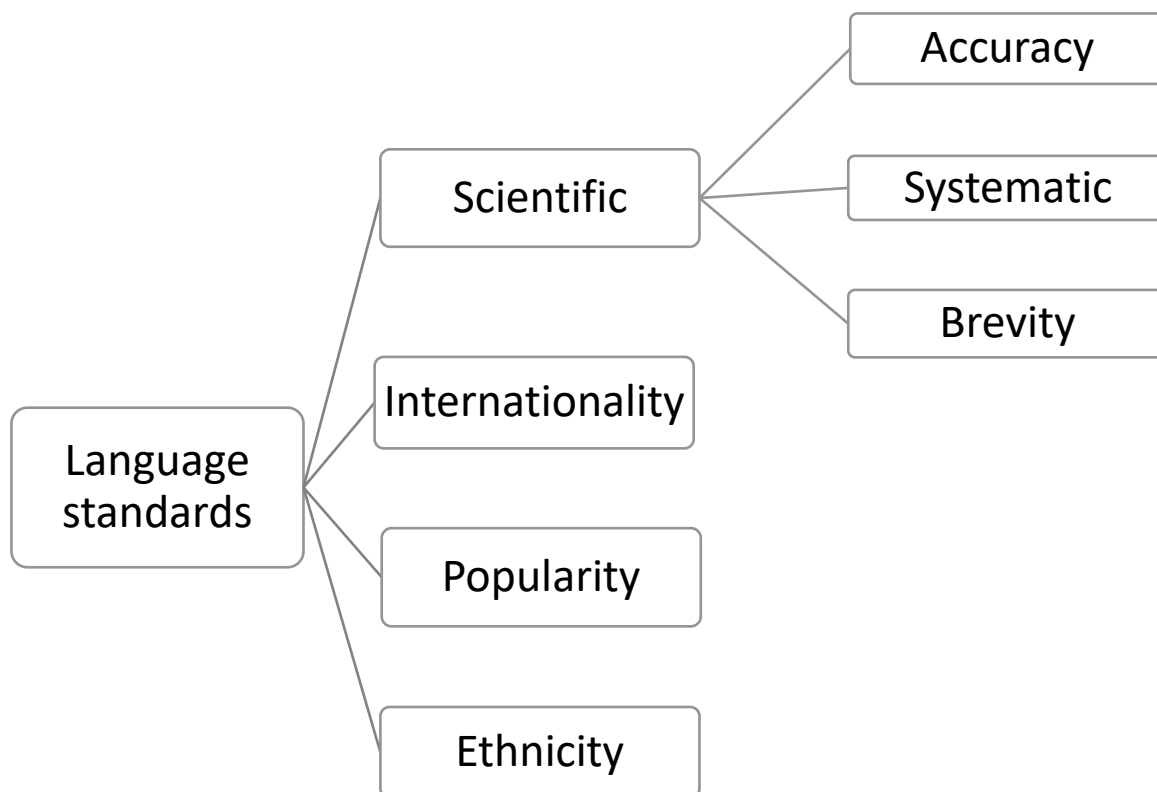 Language
standards
Scientific
Internationality
Popularity
Ethnicity
Accuracy
Systematic
Brevity